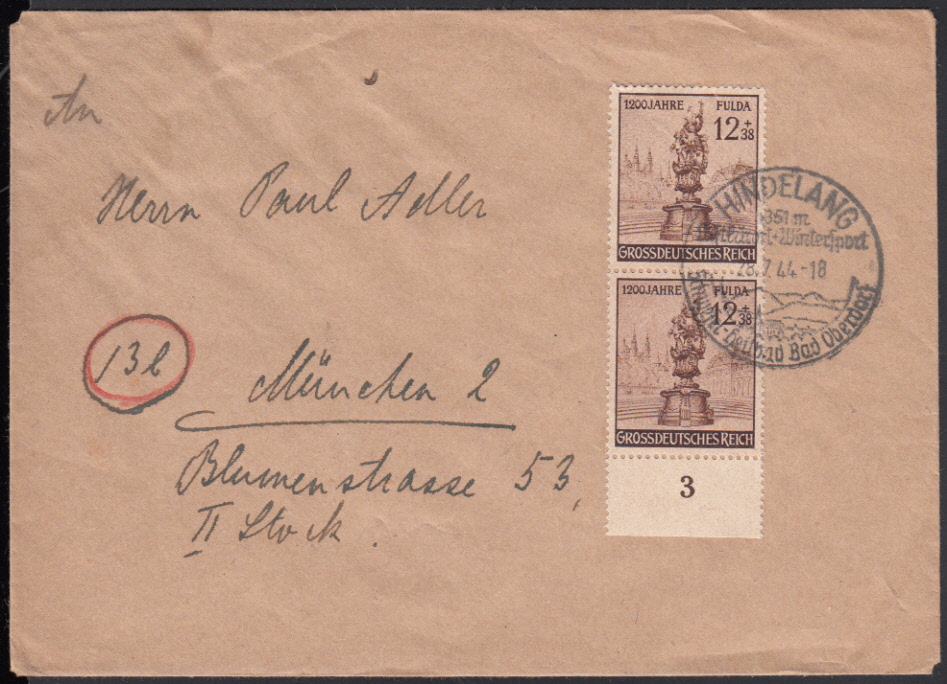 An
Herrn Paul Adler
13b
München 2
Blumenstrasse 53,
II Stock.
1200 JAHRE FULDA
12 + 38
GROSSDEUTSCHES REICH
1200 JAHRE FULDA
12 + 38
GROSSDEUTSCHES REICH
3
HINDELANG
Wintersport
28.7.44-18
Bad Oberdorf